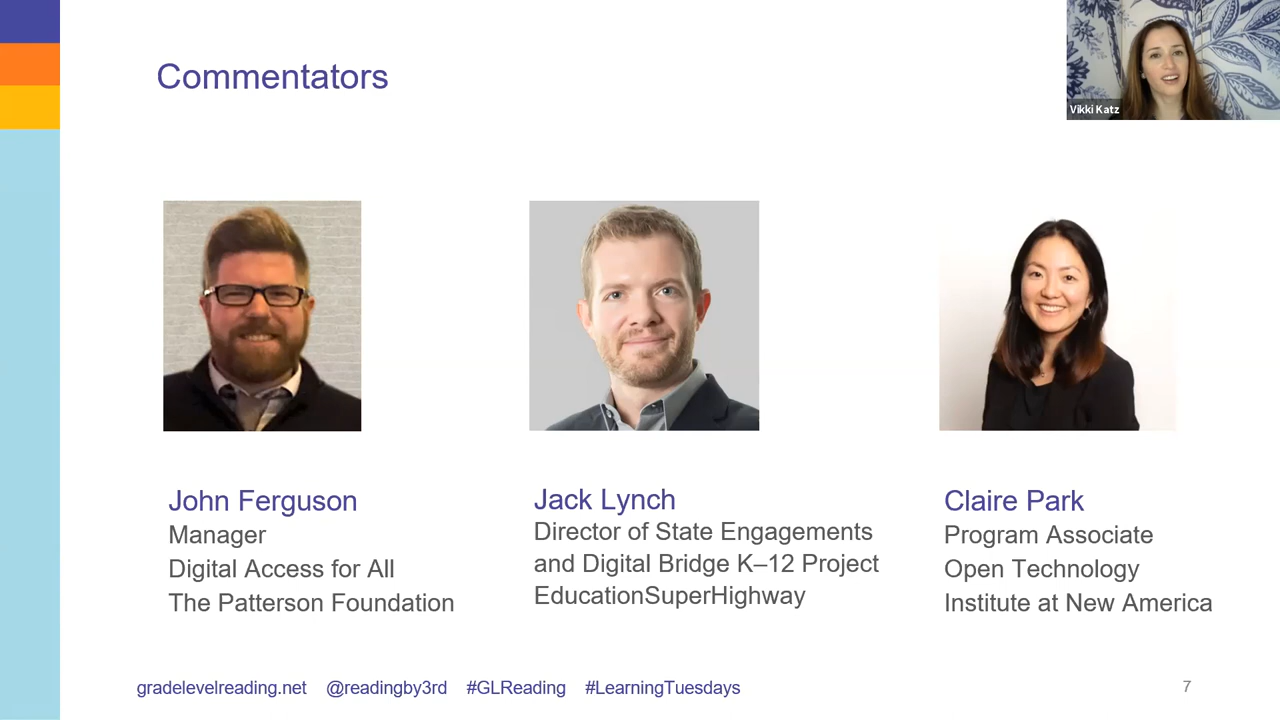 Commentators
Vikki Katz
John Ferguson
Manager
Digital Access for All
The Patterson Foundation
Jack Lynch
Director of State Engagements
and Digital Bridge K–12 Project
EducationSuperHighway
Claire Park
Program Associate
Open Technology
Institute at New America
gradelevelreading.net @readingby3rd #GLReading #LearningTuesdays
7